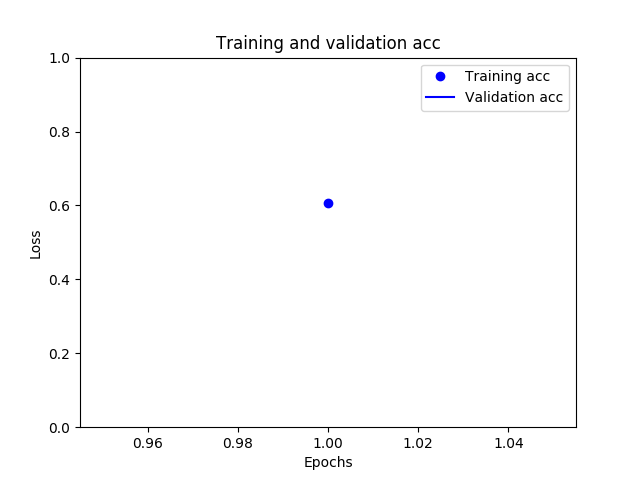 Training and validation acc
1.0
Training acc
Validation acc
0.8
0.6
Loss
0.4
0.2
0.0
0.96 0.98 1.00 1.02 1.04
Epochs